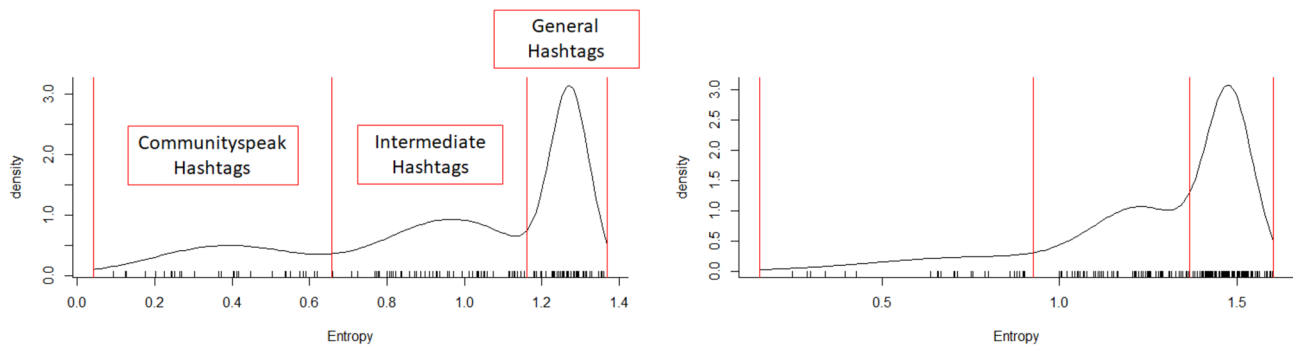 General
Hashtags
Communityspeak
Hashtags
Intermediate
Hashtags
density
3.0
2.0
1.0
0.0
0.0 0.2 0.4 0.6 0.8 1.0 1.2 1.4
Entropy
density
3.0
2.5
2.0
1.5
1.0
0.5
0.0
0.5 1.0 1.5
Entropy